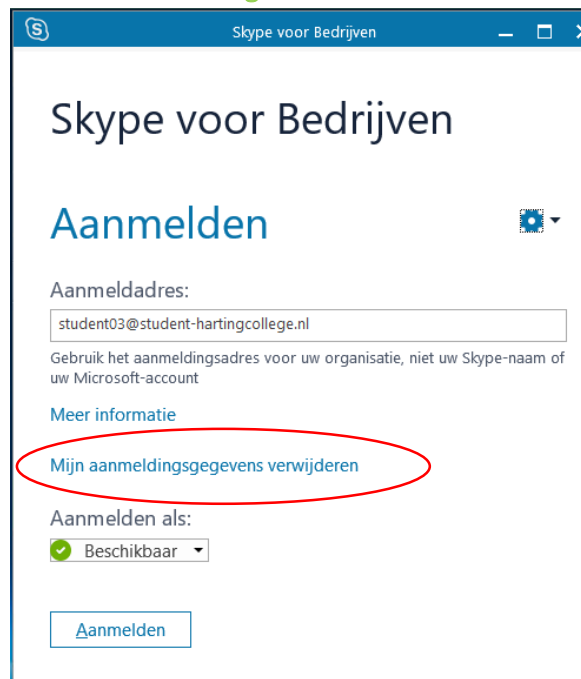 Skype voor Bedrijven
Skype voor Bedrijven
Aanmelden
Aanmeldadres:
student03@student-hartingcollege.nl
Gebruik het aanmeldingsadres voor uw organisatie, niet uw Skype-naam of
uw Microsoft-account
Meer informatie
Mijn aanmeldingsgegevens verwijderen
Aanmelden als:
Beschikbaar
Aanmelden